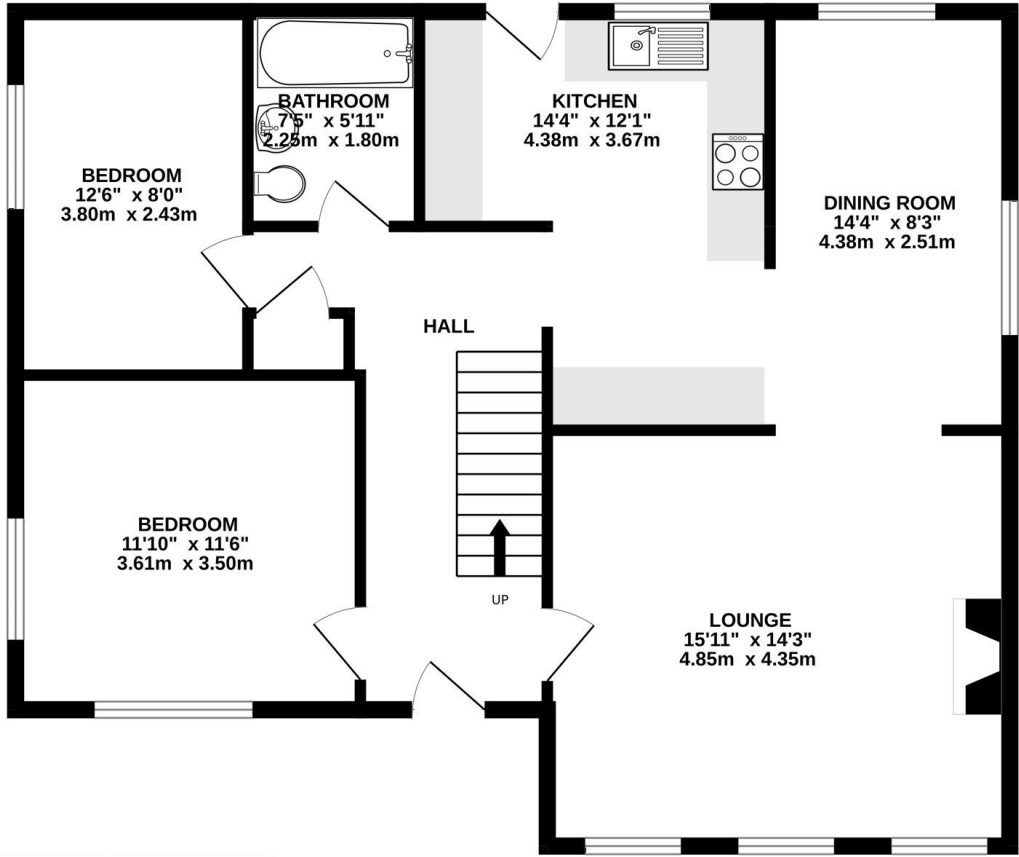 BATHROOM
7'5" x 5'11"
2.25m x 1.80m
KITCHEN
14'4" x 12'1"
4.38m x 3.67m
BEDROOM
12'6" x 8'0"
3.80m x 2.43m
DINING ROOM
14'4" x 8'3"
4.38m x 2.51m
HALL
BEDROOM
11'10" x 11'6"
3.61m x 3.50m
UP
LOUNGE
15'11" x 14'3"
4.85m x 4.35m